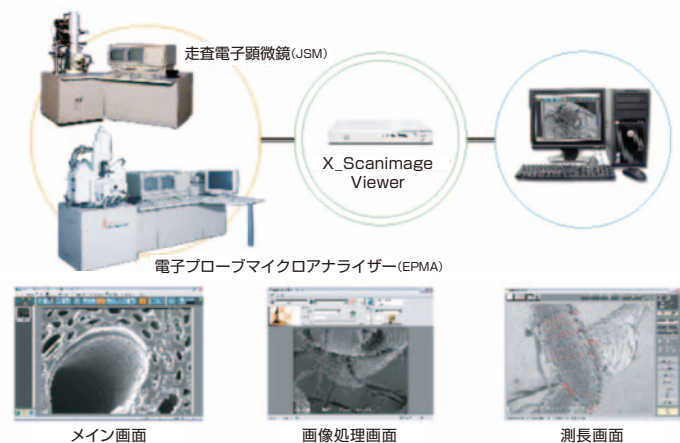 走査電子顕微鏡(JSM)
X_Scanimage
Viewer
電子プローブマイクロアナライザー(EPMA)
メイン画面
画像処理画面
測長画面